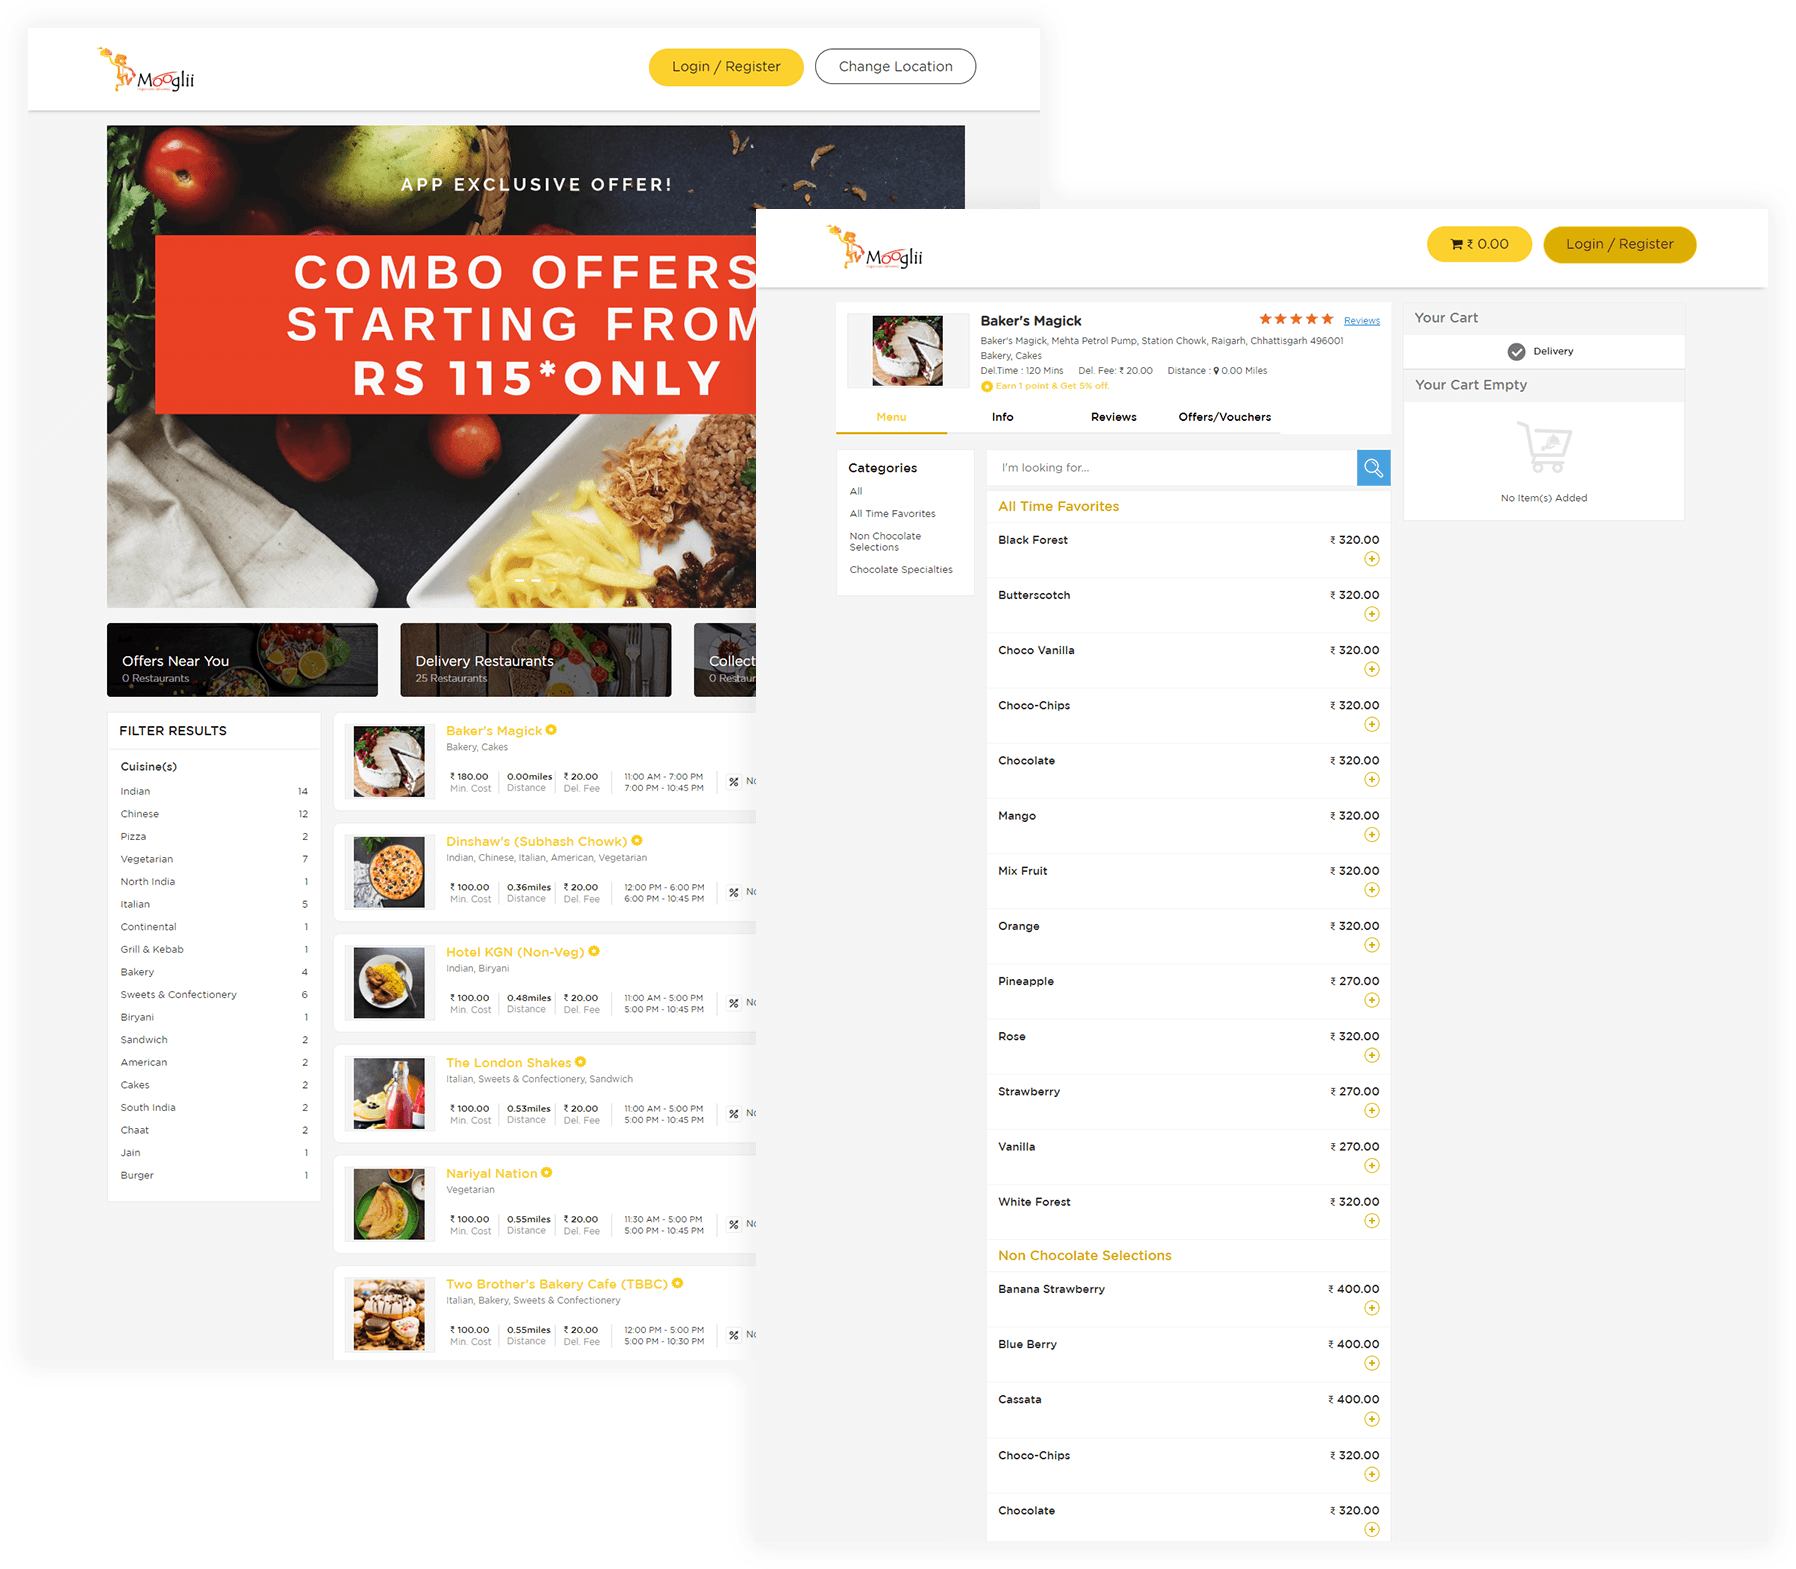 Mooglii
Login / Register
Change Location
APP EXCLUSIVE OFFER!
COMBO OFFERS
STARTING FROM
RS 115*ONLY
Offers Near You
0 Restaurants
Delivery Restaurants
25 Restaurants
Collect
0 Restaur
FILTER RESULTS
Cuisine(s)
Indian 14
Chinese 12
Pizza 2
Vegetarian 7
North India 1
Italian 5
Continental 1
Grill & Kebab 1
Bakery 4
Sweets & Confectionery 6
Biryani 1
Sandwich 2
American 2
Cakes 2
South India 2
Chaat 2
Jain 1
Burger 1
Baker's Magick
Bakery, Cakes
₹ 180.00 0.00miles ₹ 20.00 11:00 AM - 7:00 PM
Min. Cost Distance Del. Fee 7:00 PM - 10:45 PM
% No
Dinshaw's (Subhash Chowk)
Indian, Chinese, Italian, American, Vegetarian
₹ 100.00 0.36miles ₹ 20.00 12:00 PM - 6:00 PM
Min. Cost Distance Del. Fee 6:00 PM - 10:45 PM
% No
Hotel KGN (Non-Veg)
Indian, Biryani
₹ 100.00 0.48miles ₹ 20.00 11:00 AM - 5:00 PM
Min. Cost Distance Del. Fee 5:00 PM - 10:45 PM
% No
The London Shakes
Italian, Sweets & Confectionery, Sandwich
₹ 100.00 0.53miles ₹ 20.00 11:00 AM - 5:00 PM
Min. Cost Distance Del. Fee 5:00 PM - 10:45 PM
% No
Nariyal Nation
Vegetarian
₹ 100.00 0.55miles ₹ 20.00 11:30 AM - 5:00 PM
Min. Cost Distance Del. Fee 5:00 PM - 10:45 PM
% No
Two Brother's Bakery Cafe (TBBC)
Italian, Bakery, Sweets & Confectionery
₹ 100.00 0.55miles ₹ 20.00 12:00 PM - 5:00 PM
Min. Cost Distance Del. Fee 5:00 PM - 10:30 PM
% No
Mooglii
₹ 0.00
Login / Register
Baker's Magick
Reviews
Baker's Magick, Mehta Petrol Pump, Station Chowk, Raigarh, Chhattisgarh 496001
Bakery, Cakes
Del.Time : 120 Mins Del. Fee: ₹ 20.00 Distance : 0.00 Miles
Earn 1 point & Get 5% off.
Menu Info Reviews Offers/Vouchers
Categories
All
All Time Favorites
Non Chocolate
Selections
Chocolate Specialties
I'm looking for...
All Time Favorites
Black Forest ₹ 320.00
Butterscotch ₹ 320.00
Choco Vanilla ₹ 320.00
Choco-Chips ₹ 320.00
Chocolate ₹ 320.00
Mango ₹ 320.00
Mix Fruit ₹ 320.00
Orange ₹ 320.00
Pineapple ₹ 270.00
Rose ₹ 320.00
Strawberry ₹ 270.00
Vanilla ₹ 270.00
White Forest ₹ 320.00
Non Chocolate Selections
Banana Strawberry ₹ 400.00
Blue Berry ₹ 400.00
Cassata ₹ 400.00
Choco-Chips ₹ 320.00
Chocolate ₹ 320.00
Your Cart
Delivery
Your Cart Empty
No Item(s) Added